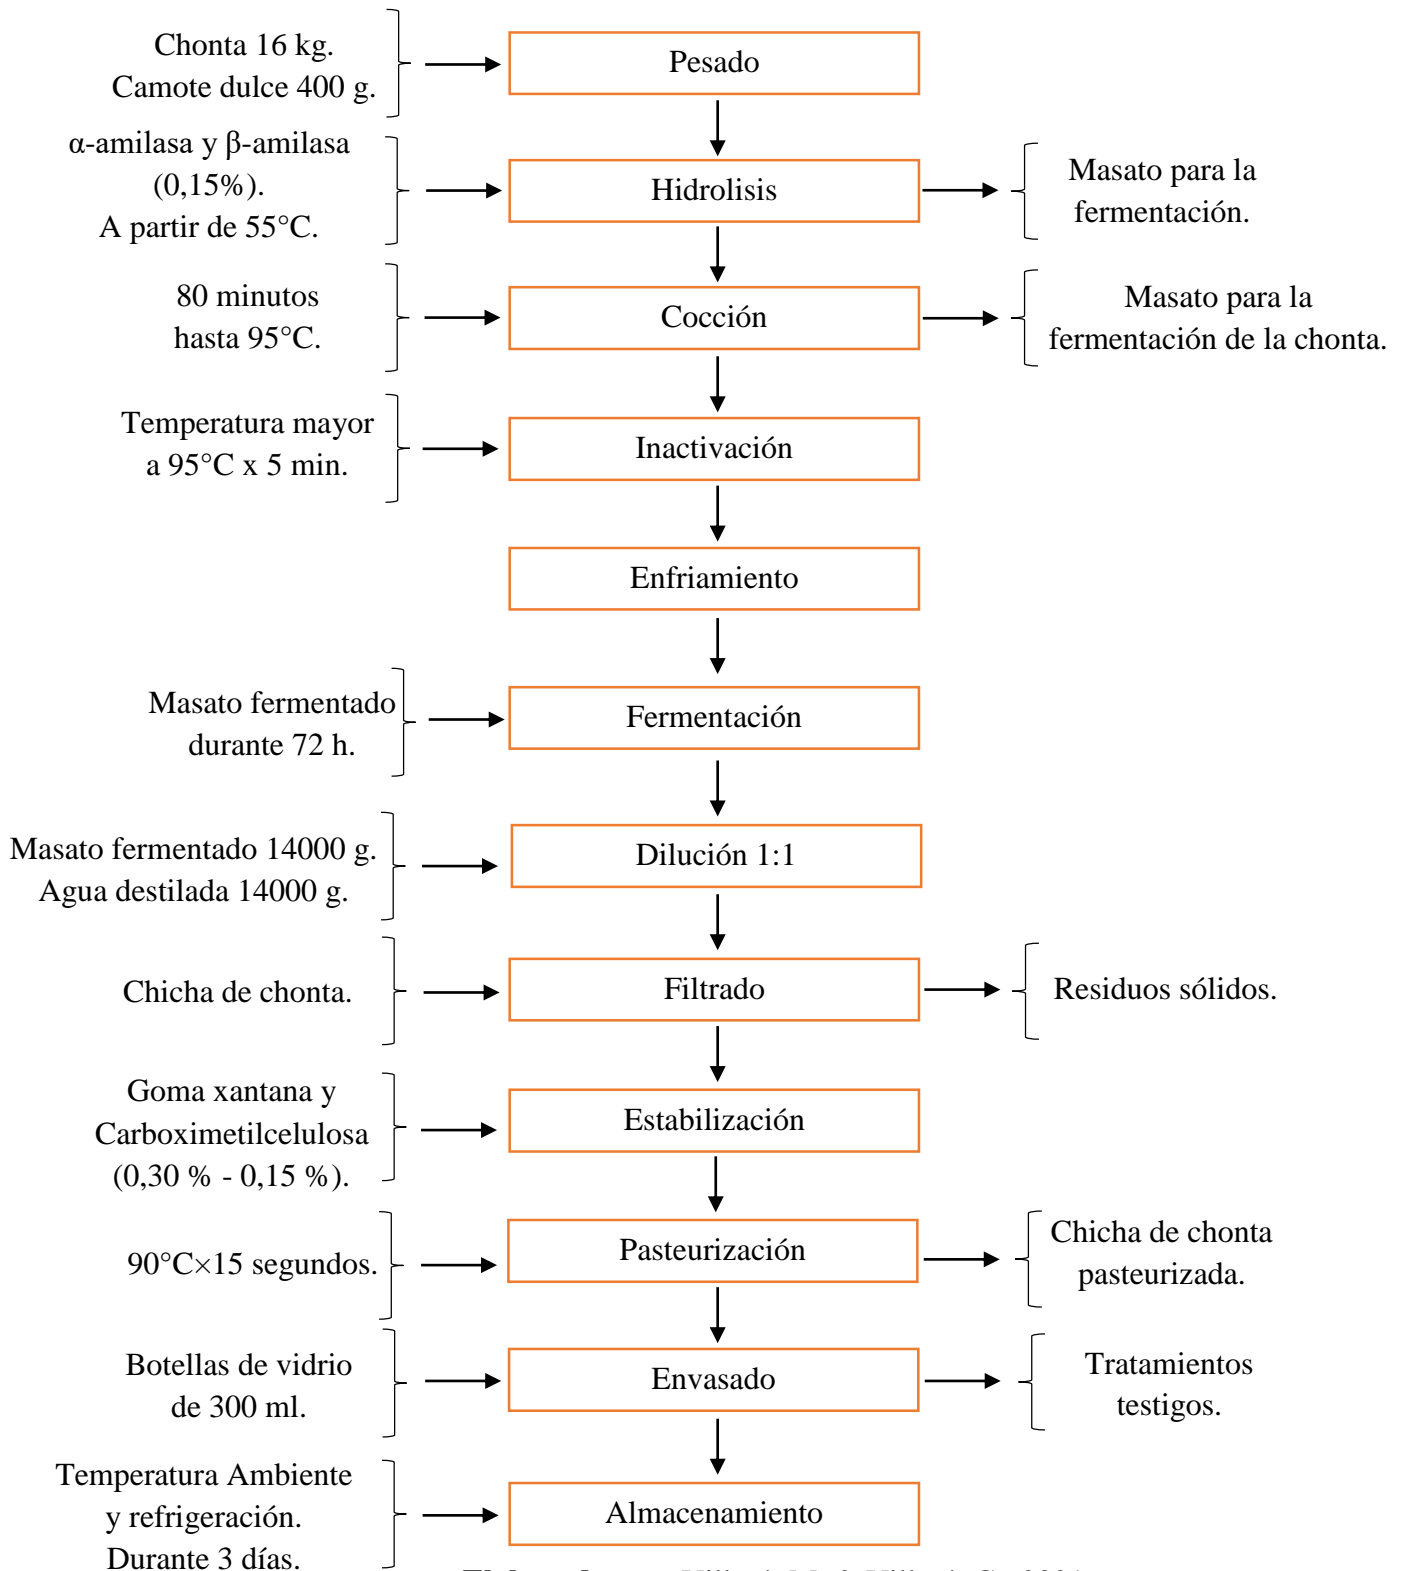 Chonta 16 kg.
Camote dulce 400 g.
Pesado
α-amilasa y β-amilasa
(0,15%).
A partir de 55°C.
Hidrolisis
Masato para la
fermentación.
80 minutos
hasta 95°C.
Cocción
Masato para la
fermentación de la chonta.
Temperatura mayor
a 95°C x 5 min.
Inactivación
Enfriamiento
Masato fermentado
durante 72 h.
Fermentación
Masato fermentado 14000 g.
Agua destilada 14000 g.
Dilución 1:1
Chicha de chonta.
Filtrado
Residuos sólidos.
Goma xantana y
Carboximetilcelulosa
(0,30 % - 0,15 %).
Estabilización
90°C×15 segundos.
Pasteurización
Chicha de chonta
pasteurizada.
Botellas de vidrio
de 300 ml.
Envasado
Tratamientos
testigos.
Temperatura Ambiente
y refrigeración.
Durante 3 días.
Almacenamiento